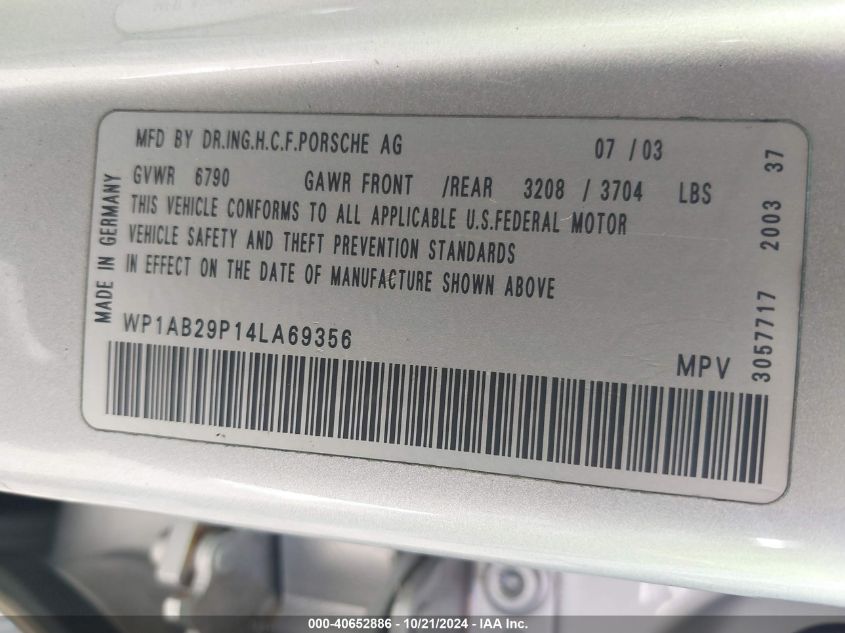 MFD BY DR.ING.H.C.F.PORSCHE AG 07 / 03
GVWR 6790 GAWR FRONT /REAR 3208 / 3704 LBS
THIS VEHICLE CONFORMS TO ALL APPLICABLE U.S.FEDERAL MOTOR
VEHICLE SAFETY AND THEFT PREVENTION STANDARDS
IN EFFECT ON THE DATE OF MANUFACTURE SHOWN ABOVE
WP1AB29P14LA69356
MPV
MADE IN GERMANY
3057717 2003 37
000-40652886 - 10/21/2024 - IAA Inc.